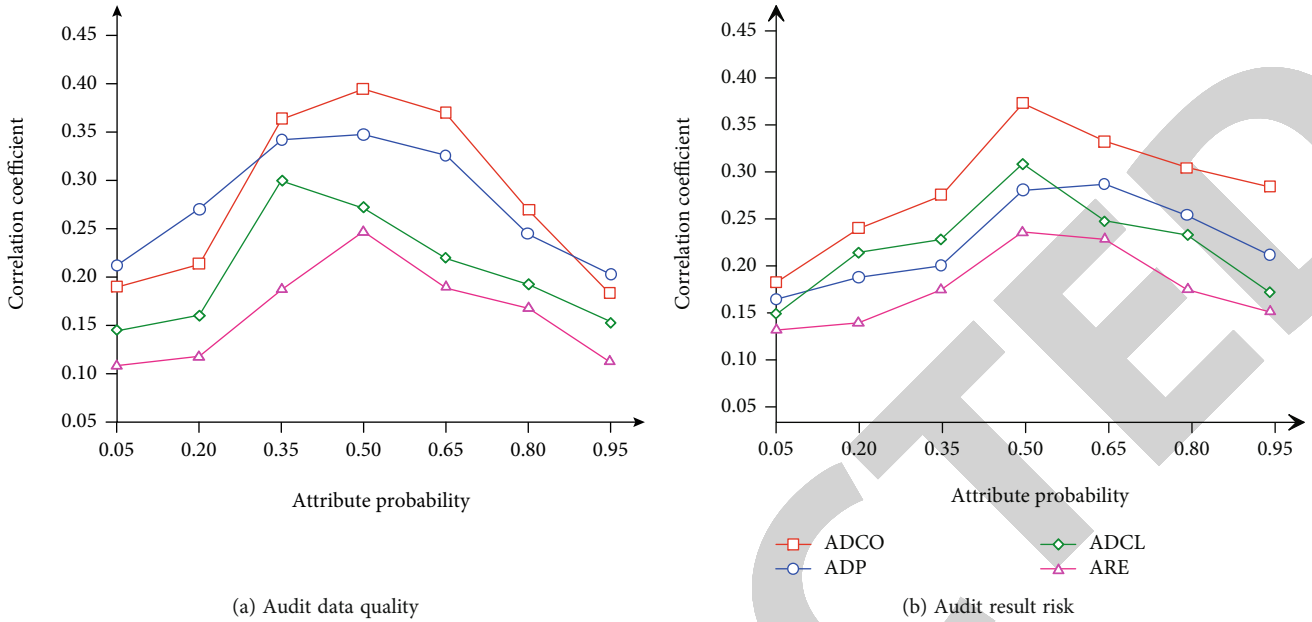 0.45
0.40
0.35
0.30
0.25
0.20
0.15
0.10
0.05
Correlation coefficient
0.05 0.20 0.35 0.50 0.65 0.80 0.95
Attribute probability
(a) Audit data quality
0.45
0.40
0.35
0.30
0.25
0.20
0.15
0.10
0.05
Correlation coefficient
0.05 0.20 0.35 0.50 0.65 0.80 0.95
Attribute probability
ADCO ADCL
ADP ARE
(b) Audit result risk
CTED